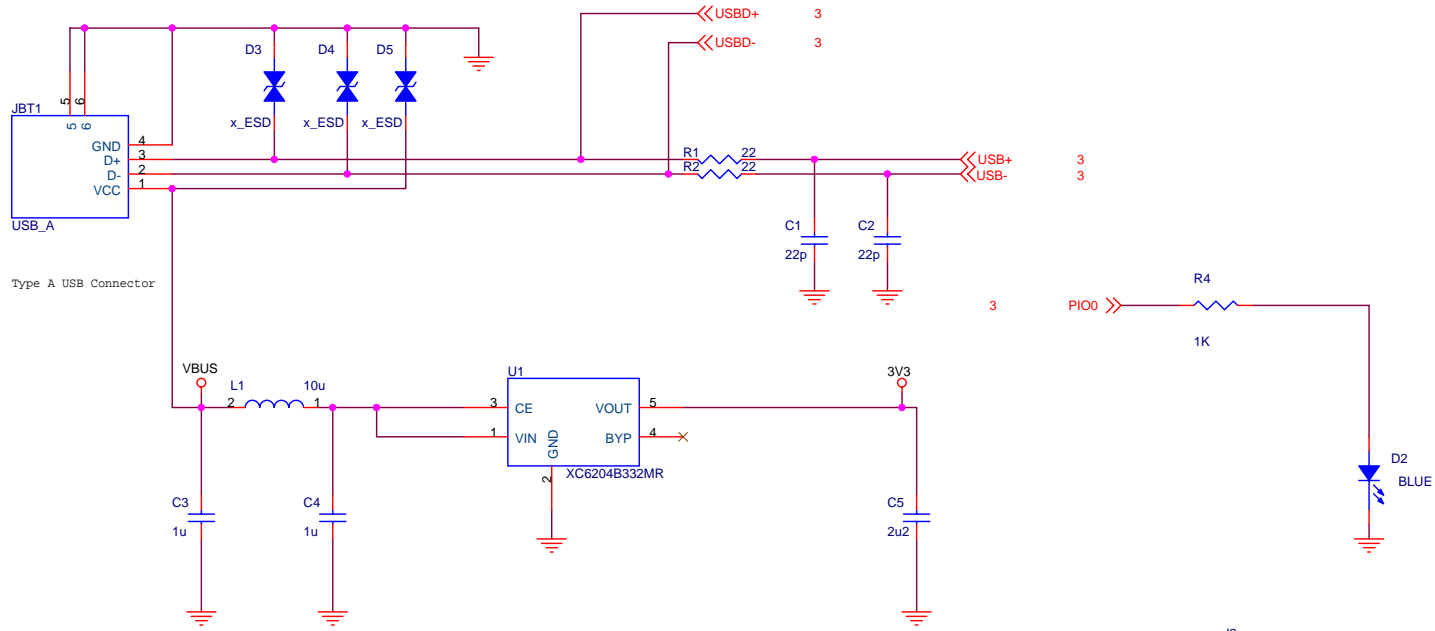 USBD+ 3
USBD- 3
D3 D4 D5
x_ESD x_ESD x_ESD
JBT1
5 6
5 6
GND 4
D+ 3
D- 2
VCC 1
USB_A
R1 22
R2 22
USB+ 3
USB- 3
C1 C2
22p 22p
Type A USB Connector
3 PIO0
R4
1K
VBUS
L1 10u
2 1
U1
3 CE VOUT 5
1 VIN GND BYP 4
2
XC6204B332MR
3V3
C3
1u
C4
1u
C5
2u2
D2
BLUE